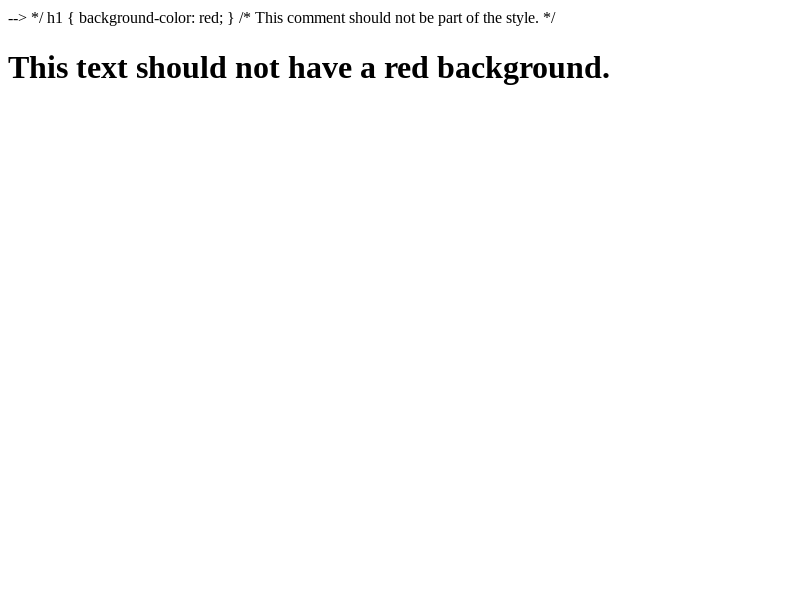 --> */ h1 { background-color: red; } /* This comment should not be part of the style. */
This text should not have a red background.